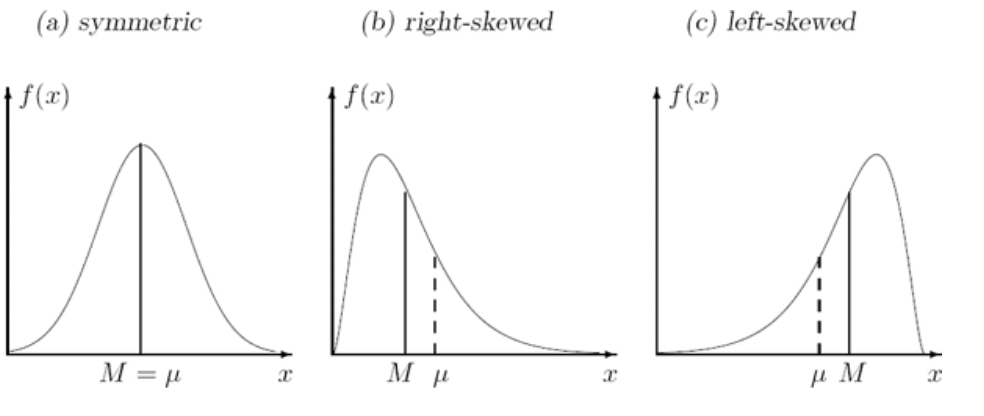 (a) symmetric
(b) right-skewed
(c) left-skewed
f(x)
f(x)
f(x)
M = μ
x
M μ
x
μ M
x